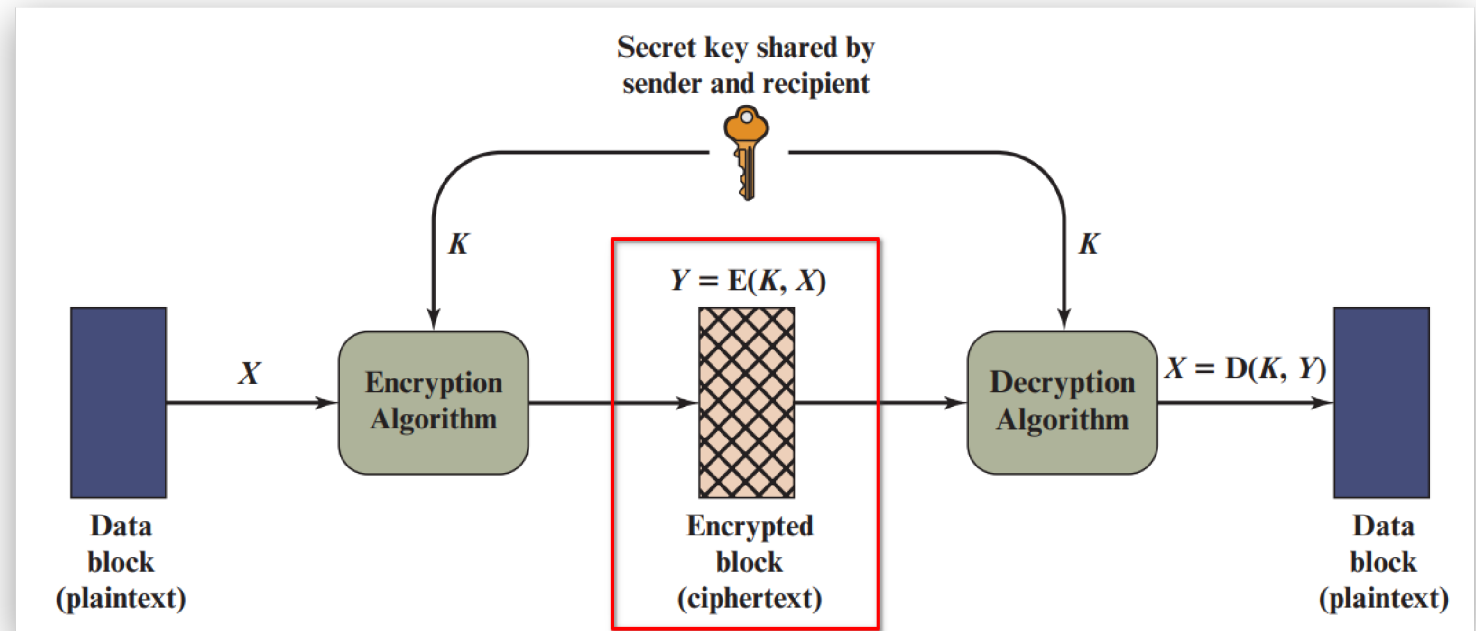 Secret key shared by
sender and recipient
K
K
Y = E(K, X)
X
Encryption
Algorithm
Decryption
Algorithm
X = D(K, Y)
Data
block
(plaintext)
Encrypted
block
(ciphertext)
Data
block
(plaintext)